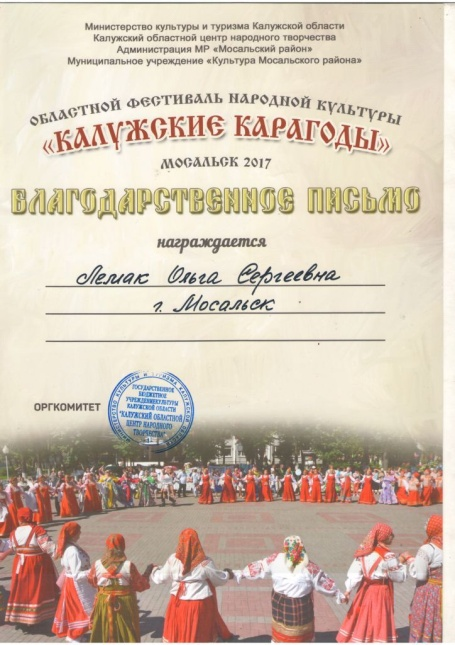 Министерство культуры и туризма Калужской области
Калужский областной центр народного творчества
Администрация МР «Мосальский район»
Муниципальное учреждение «Культура Мосальского района»
ОБЛАСТНОЙ ФЕСТИВАЛЬ НАРОДНОЙ КУЛЬТУРЫ
«КАЛУЖСКИЕ КАРАГОДЫ»
МОСАЛЬСК 2017
БЛАГОДАРСТВЕННОЕ ПИСЬМО
награждается
Лемак Ольга Сергеевна
г. Мосальск
ОРГКОМИТЕТ
ГОСУДАРСТВЕННОЕ
БЮДЖЕТНОЕ
УЧРЕЖДЕНИЕ КУЛЬТУРЫ
КАЛУЖСКОЙ ОБЛАСТИ
"КАЛУЖСКИЙ ОБЛАСТНОЙ
ЦЕНТР НАРОДНОГО
ТВОРЧЕСТВА"